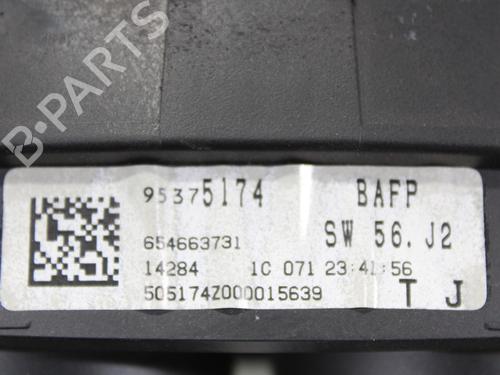 B-PARTS
95375174 BAFP
654663731 SW 56. J2
14284 1C 071 23:41:56
505174Z000015639 T J